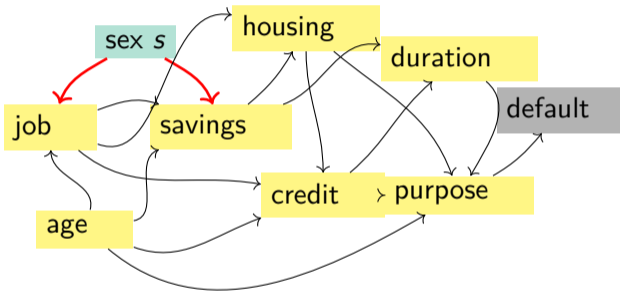 housing
sex s
duration
default
job
savings
credit
purpose
age